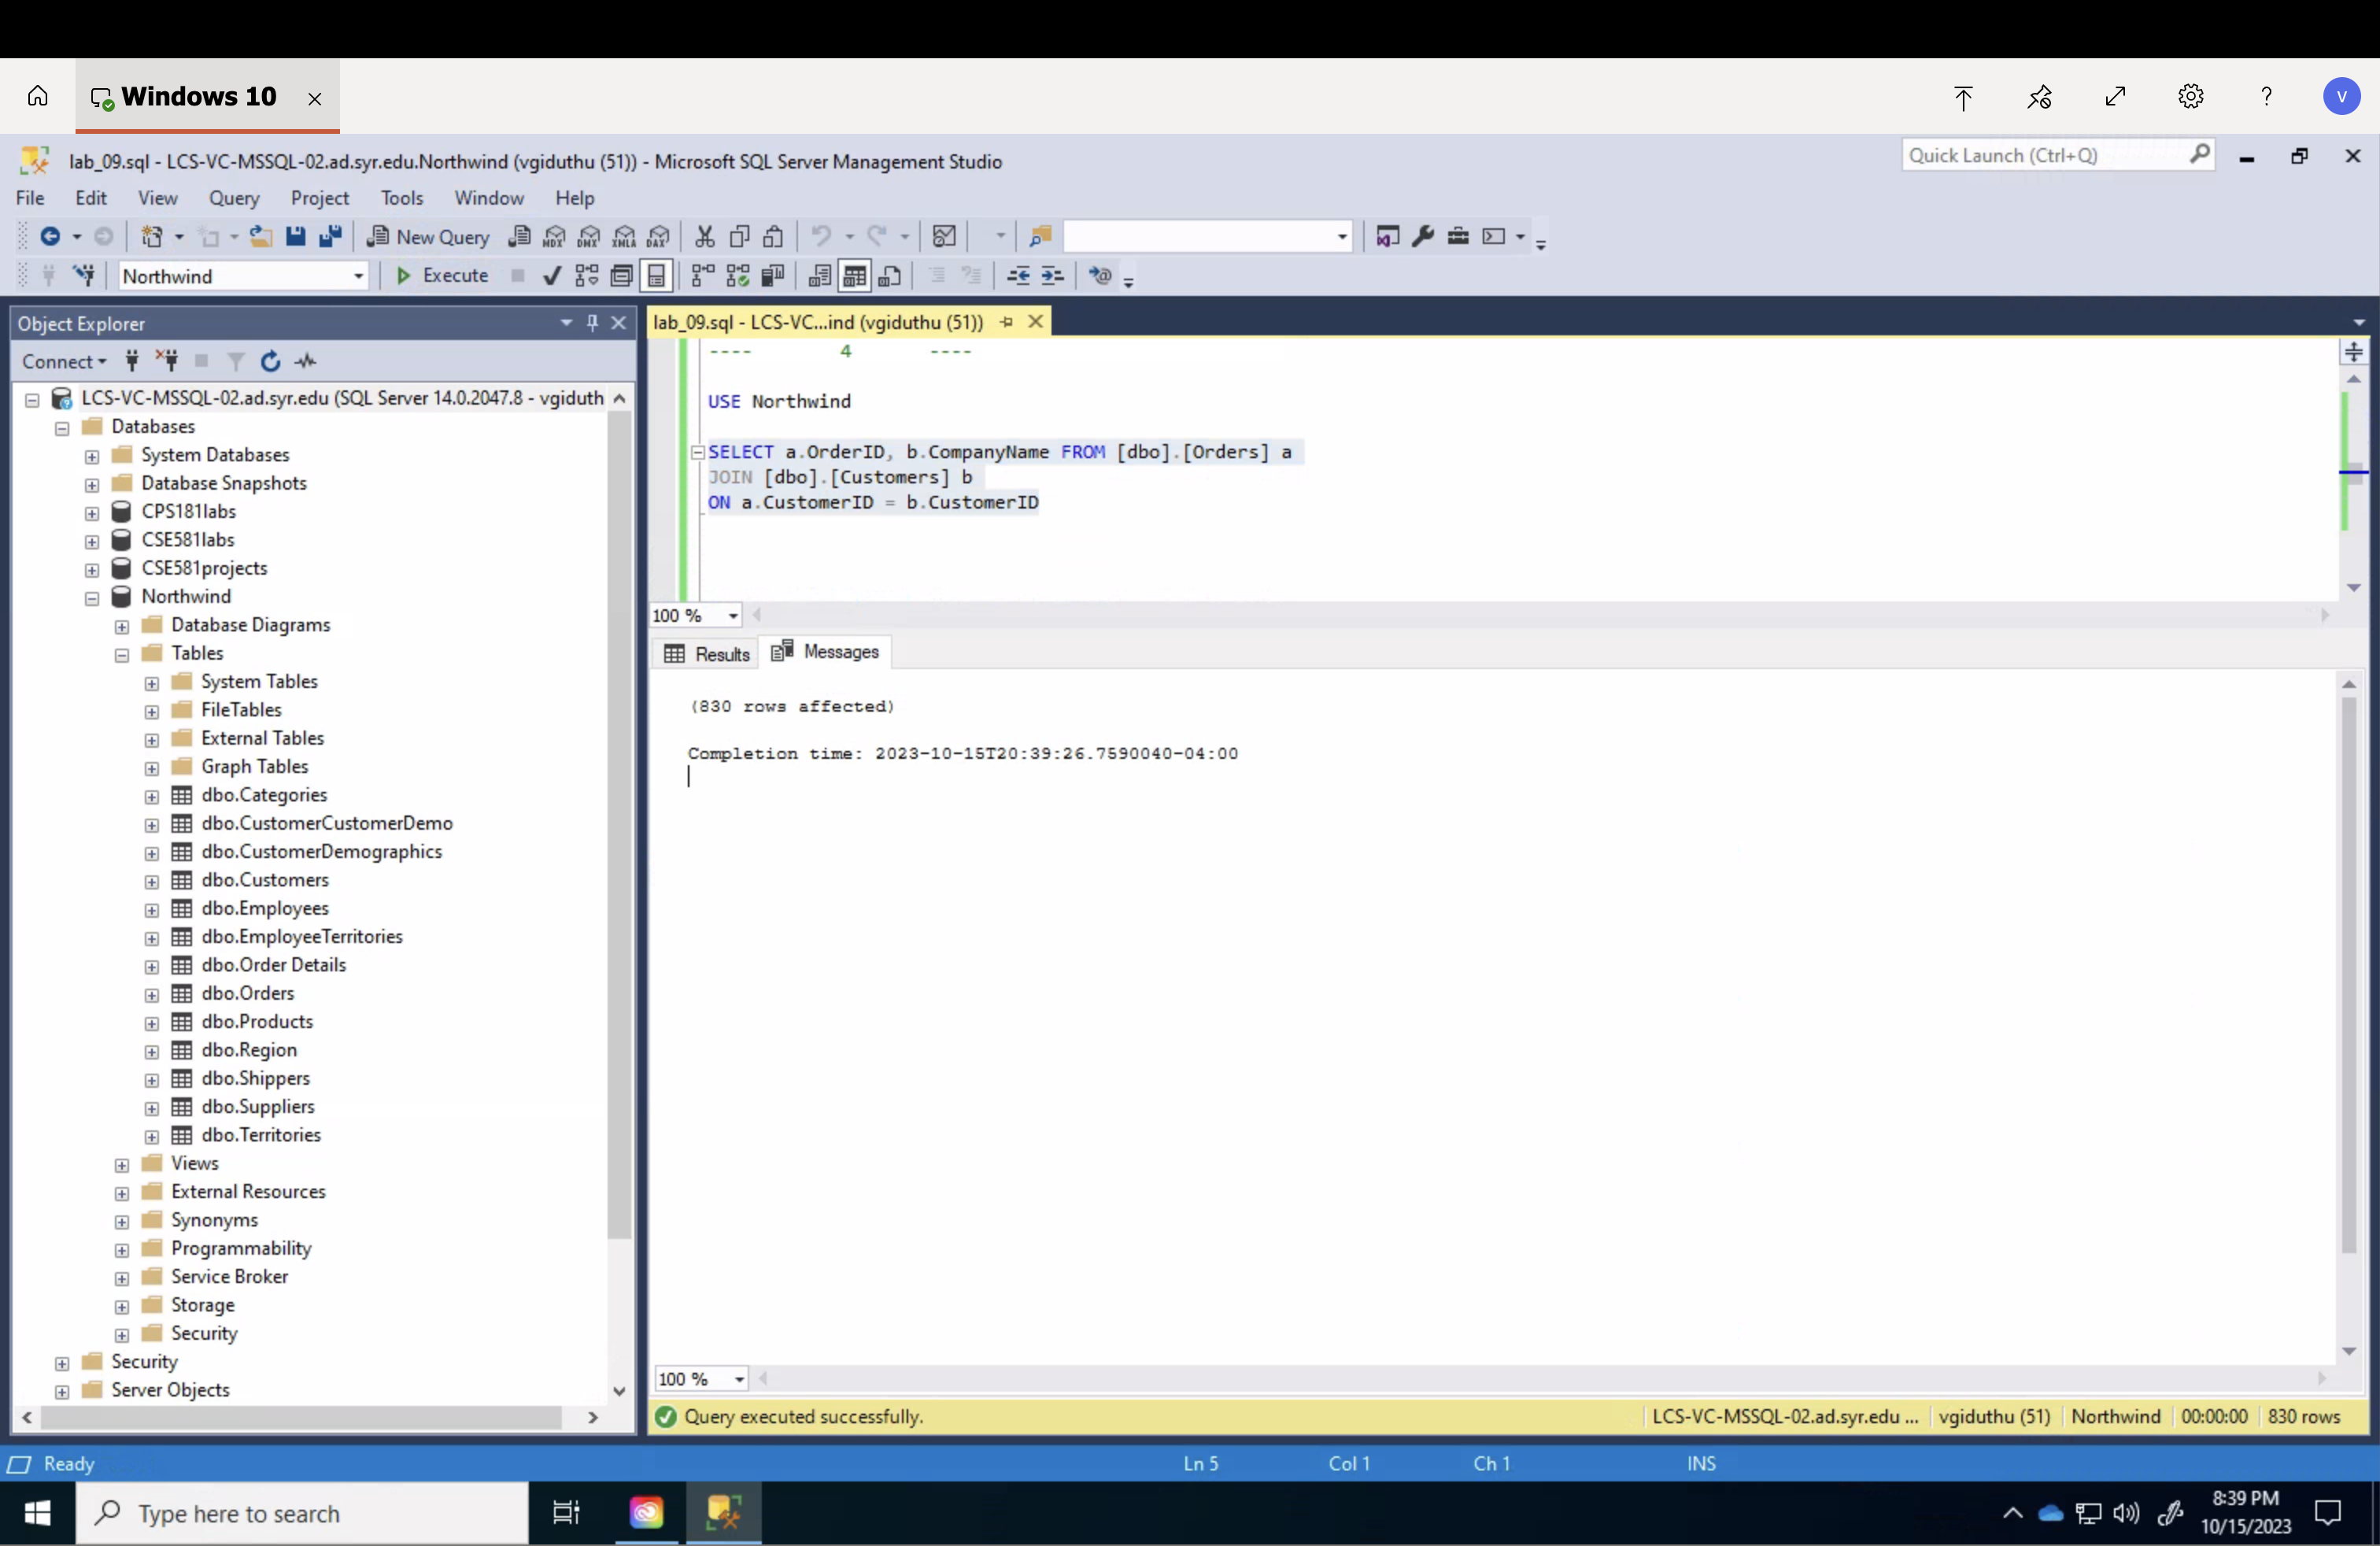 Windows 10
?
V
lab_09.sql - LCS-VC-MSSQL-02.ad.syr.edu.Northwind (vgiduthu (51)) - Microsoft SQL Server Management Studio
Quick Launch (Ctrl+Q)
File Edit View Query Project Tools Window Help
New Query MDX DMX XMLA DAX
Northwind Execute
Object Explorer
lab_09.sql - LCS-VC...ind (vgiduthu (51))
Connect
LCS-VC-MSSQL-02.ad.syr.edu (SQL Server 14.0.2047.8 - vgiduth
Databases
System Databases
Database Snapshots
CPS181labs
CSE581labs
CSE581projects
Northwind
Database Diagrams
Tables
System Tables
FileTables
External Tables
Graph Tables
dbo.Categories
dbo.CustomerCustomerDemo
dbo.CustomerDemographics
dbo.Customers
dbo.Employees
dbo.EmployeeTerritories
dbo.Order Details
dbo.Orders
dbo.Products
dbo.Region
dbo.Shippers
dbo.Suppliers
dbo.Territories
Views
External Resources
Synonyms
Programmability
Service Broker
Storage
Security
Security
Server Objects
---- 4 ----
USE Northwind
SELECT a.OrderID, b.CompanyName FROM [dbo].[Orders] a
JOIN [dbo].[Customers] b
ON a.CustomerID = b.CustomerID
100 %
Results Messages
(830 rows affected)
Completion time: 2023-10-15T20:39:26.7590040-04:00
100 %
Query executed successfully. LCS-VC-MSSQL-02.ad.syr.edu ... vgiduthu (51) Northwind 00:00:00 830 rows
Ready Ln 5 Col 1 Ch 1 INS
Type here to search
8:39 PM
10/15/2023